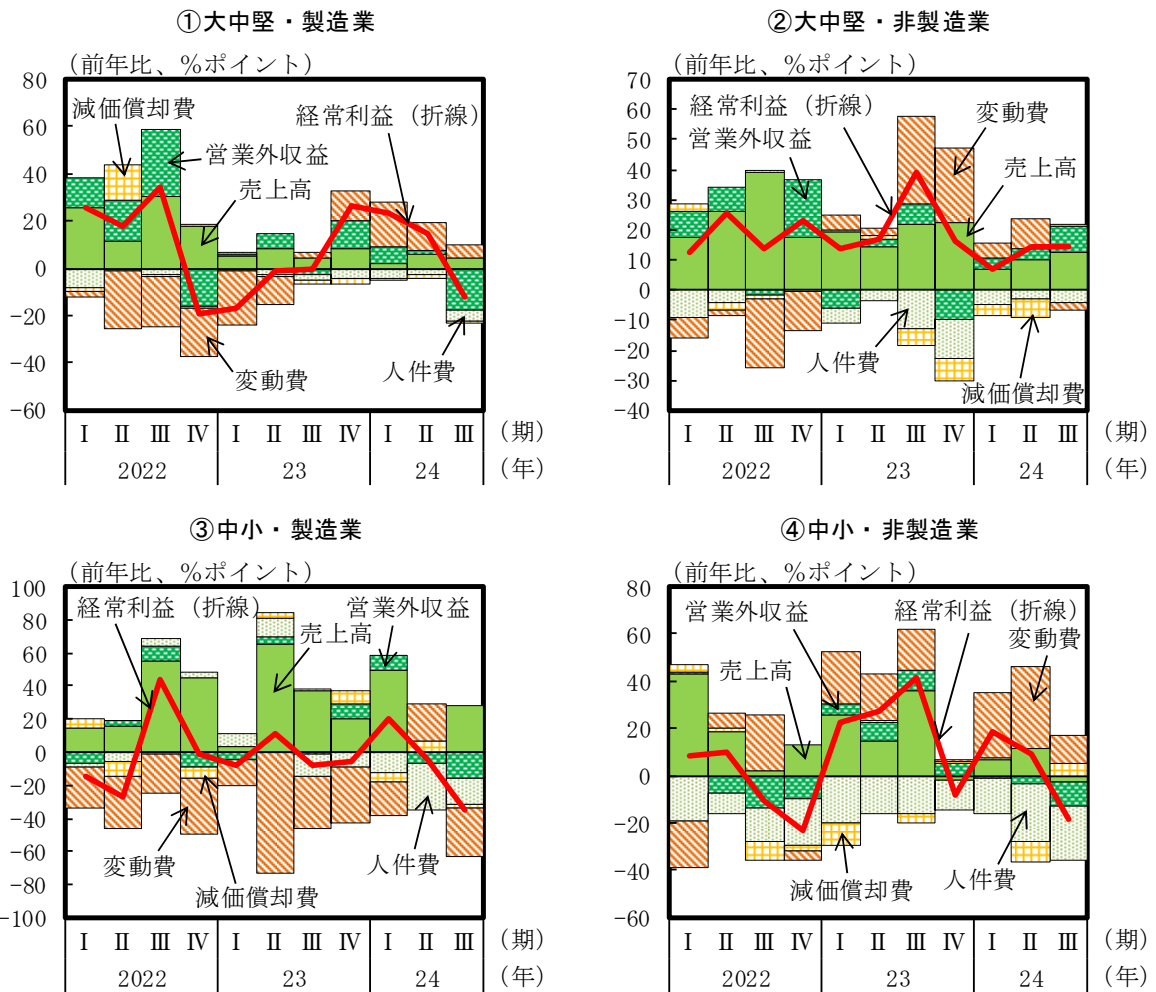 ①大中堅・製造業
(前年比、%ポイント)
80
60
40
20
0
-20
-40
-60
減価償却費
経常利益(折線)
営業外収益
売上高
変動費
人件費
Ⅰ Ⅱ Ⅲ Ⅳ Ⅰ Ⅱ Ⅲ Ⅳ Ⅰ Ⅱ Ⅲ (期)
2022 23 24 (年)
②大中堅・非製造業
(前年比、%ポイント)
70
60
50
40
30
20
10
0
-10
-20
-30
-40
経常利益(折線)
変動費
営業外収益
売上高
人件費
減価償却費
Ⅰ Ⅱ Ⅲ Ⅳ Ⅰ Ⅱ Ⅲ Ⅳ Ⅰ Ⅱ Ⅲ (期)
2022 23 24 (年)
③中小・製造業
(前年比、%ポイント)
100
80
60
40
20
0
-20
-40
-60
-80
-100
経常利益(折線)
営業外収益
売上高
変動費
人件費
減価償却費
Ⅰ Ⅱ Ⅲ Ⅳ Ⅰ Ⅱ Ⅲ Ⅳ Ⅰ Ⅱ Ⅲ (期)
2022 23 24 (年)
④中小・非製造業
(前年比、%ポイント)
80
60
40
20
0
-20
-40
-60
営業外収益
経常利益(折線)
変動費
売上高
減価償却費
人件費
Ⅰ Ⅱ Ⅲ Ⅳ Ⅰ Ⅱ Ⅲ Ⅳ Ⅰ Ⅱ Ⅲ (期)
2022 23 24 (年)